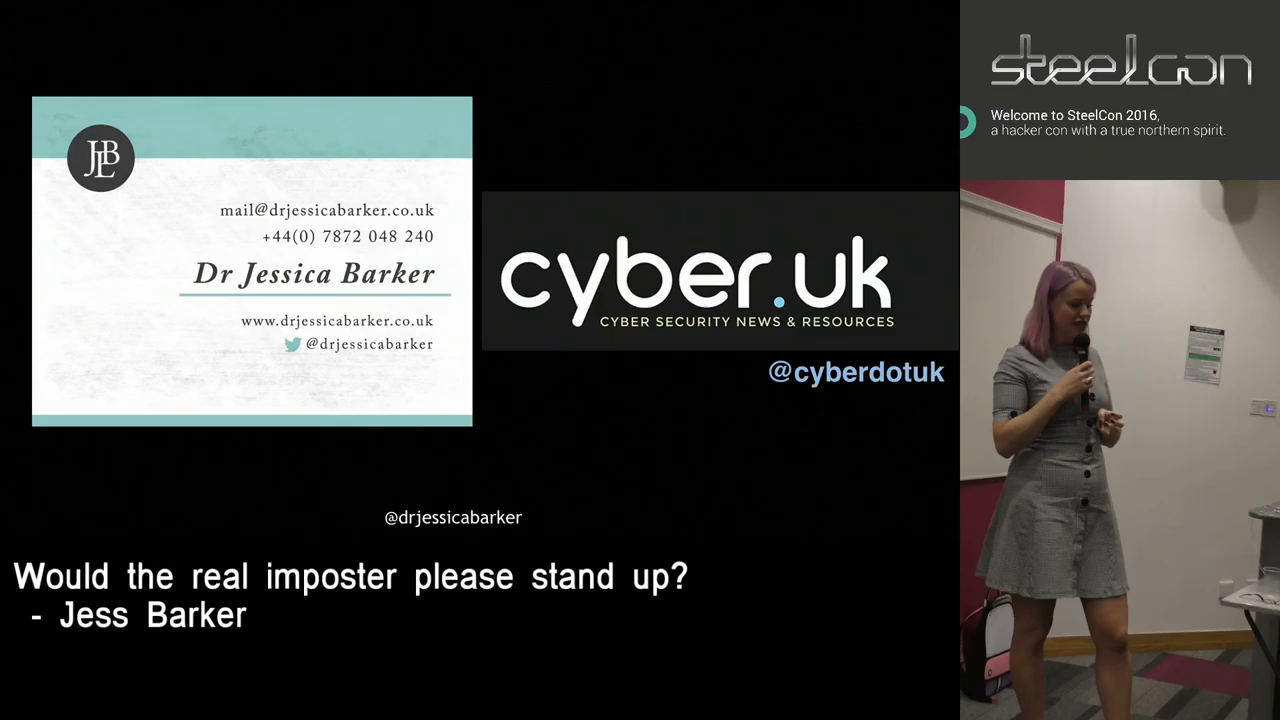 JLB
mail@drjessicabarker.co.uk
+44(0) 7872 048 240
Dr Jessica Barker
www.drjessicabarker.co.uk
@drjessicabarker
cyber.uk
CYBER SECURITY NEWS & RESOURCES
@cyberdotuk
@drjessicabarker
Would the real imposter please stand up?
- Jess Barker
steelcon
Welcome to SteelCon 2016,
a hacker con with a true northern spirit.